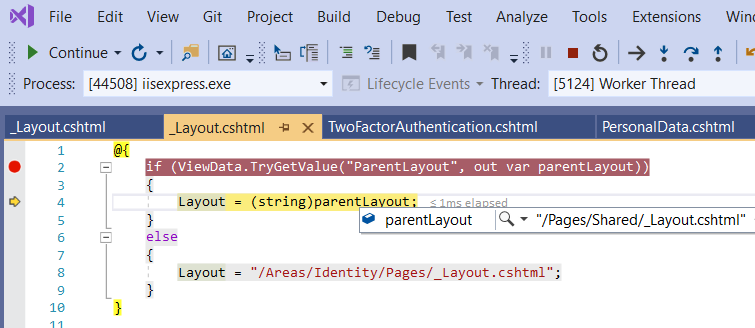 File Edit View Git Project Build Debug Test Analyze Tools Extensions Window
Continue
Process: [44508] iisexpress.exe Lifecycle Events Thread: [5124] Worker Thread
_Layout.cshtml _Layout.cshtml TwoFactorAuthentication.cshtml PersonalData.cshtml
1 @{
2 if (ViewData.TryGetValue("ParentLayout", out var parentLayout))
3 {
4 Layout = (string)parentLayout; ≤ 1ms elapsed
parentLayout "/Pages/Shared/_Layout.cshtml"
5 }
6 else
7 {
8 Layout = "/Areas/Identity/Pages/_Layout.cshtml";
9 }
10 }
11